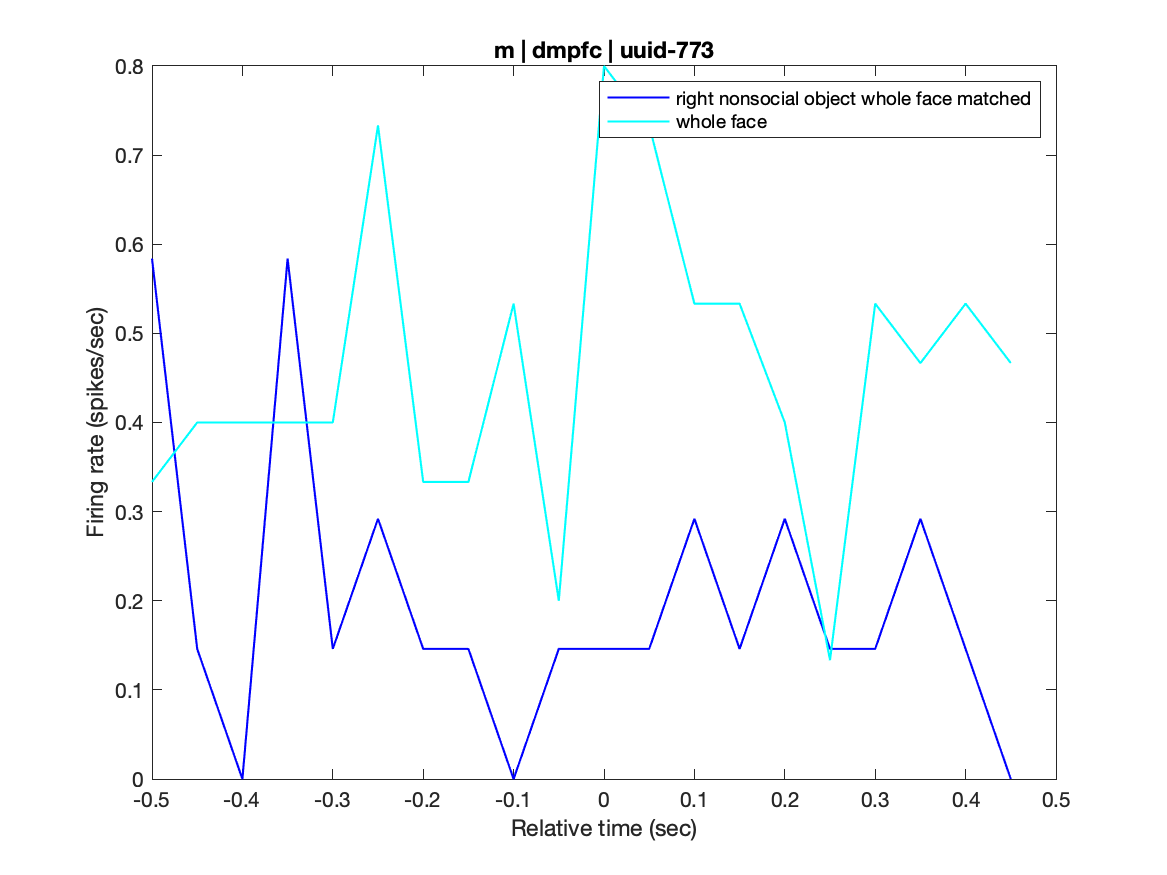 m | dmpfc | uuid-773
right nonsocial object whole face matched
whole face
Firing rate (spikes/sec)
0.8
0.7
0.6
0.5
0.4
0.3
0.2
0.1
0
-0.5 -0.4 -0.3 -0.2 -0.1 0 0.1 0.2 0.3 0.4 0.5
Relative time (sec)